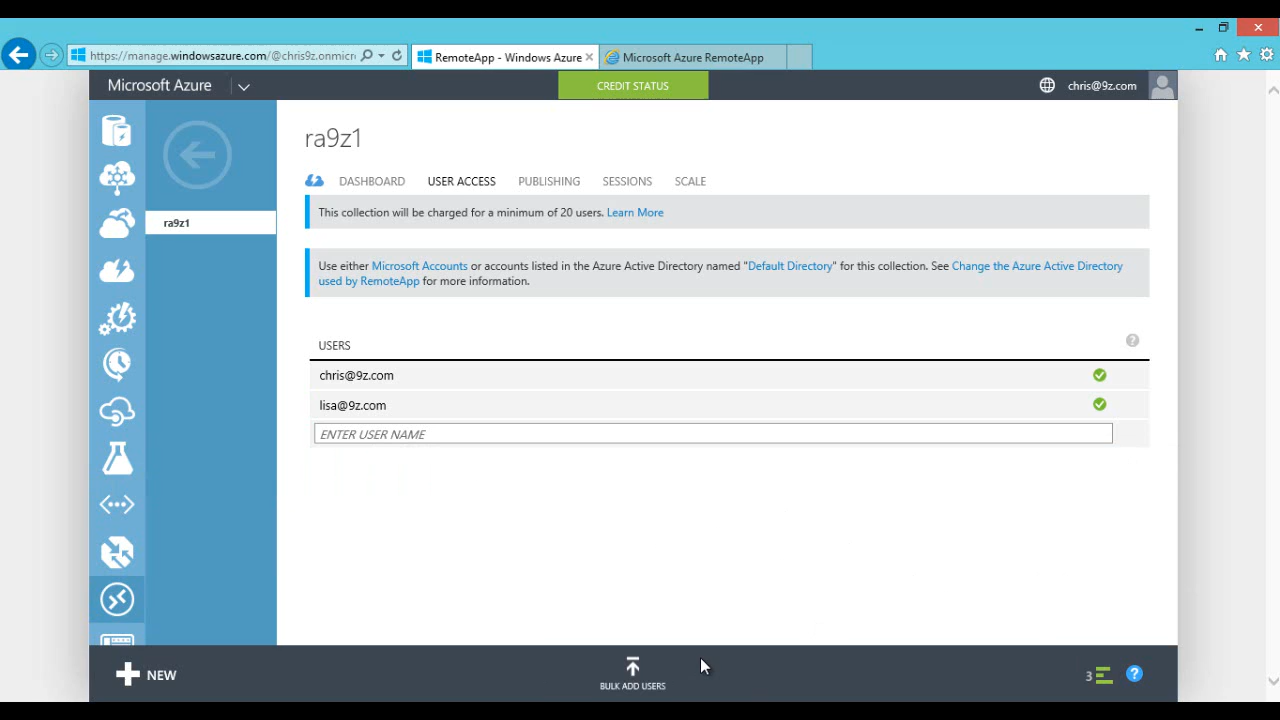 https://manage.windowsazure.com/@chris9z.onmicr
RemoteApp - Windows Azure
Microsoft Azure RemoteApp
Microsoft Azure
CREDIT STATUS
chris@9z.com
ra9z1
DASHBOARD USER ACCESS PUBLISHING SESSIONS SCALE
This collection will be charged for a minimum of 20 users. Learn More
ra9z1
Use either Microsoft Accounts or accounts listed in the Azure Active Directory named "Default Directory" for this collection. See Change the Azure Active Directory
used by RemoteApp for more information.
USERS
chris@9z.com
lisa@9z.com
ENTER USER NAME
NEW
BULK ADD USERS
3